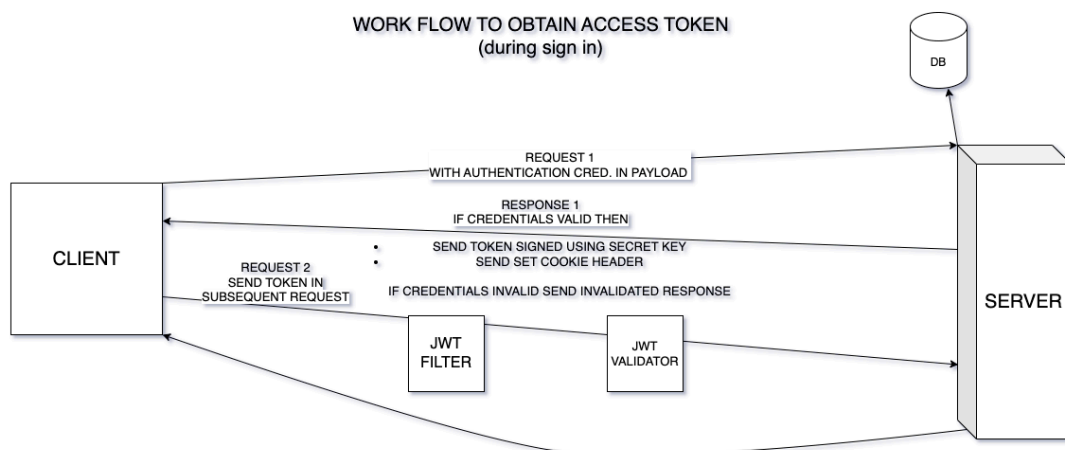 WORK FLOW TO OBTAIN ACCESS TOKEN
(during sign in)
DB
REQUEST 1
WITH AUTHENTICATION CRED. IN PAYLOAD
RESPONSE 1
IF CREDENTIALS VALID THEN
• SEND TOKEN SIGNED USING SECRET KEY
• SEND SET COOKIE HEADER
IF CREDENTIALS INVALID SEND INVALIDATED RESPONSE
CLIENT
REQUEST 2
SEND TOKEN IN
SUBSEQUENT REQUEST
JWT
FILTER
JWT
VALIDATOR
SERVER